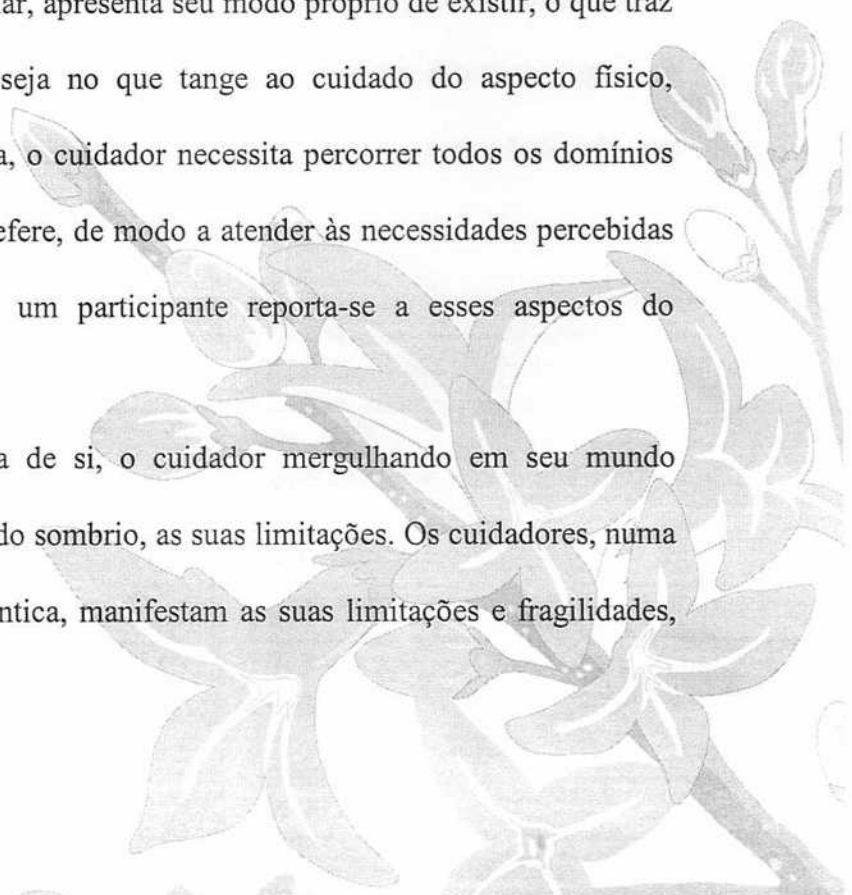 ar, apresenta seu modo próprio de existir, o que traz
seja no que tange ao cuidado do aspecto físico,
a, o cuidador necessita percorrer todos os domínios
efere, de modo a atender às necessidades percebidas
um participante reporta-se a esses aspectos do
a de si, o cuidador mergulhando em seu mundo
do sombrio, as suas limitações. Os cuidadores, numa
ntica, manifestam as suas limitações e fragilidades,